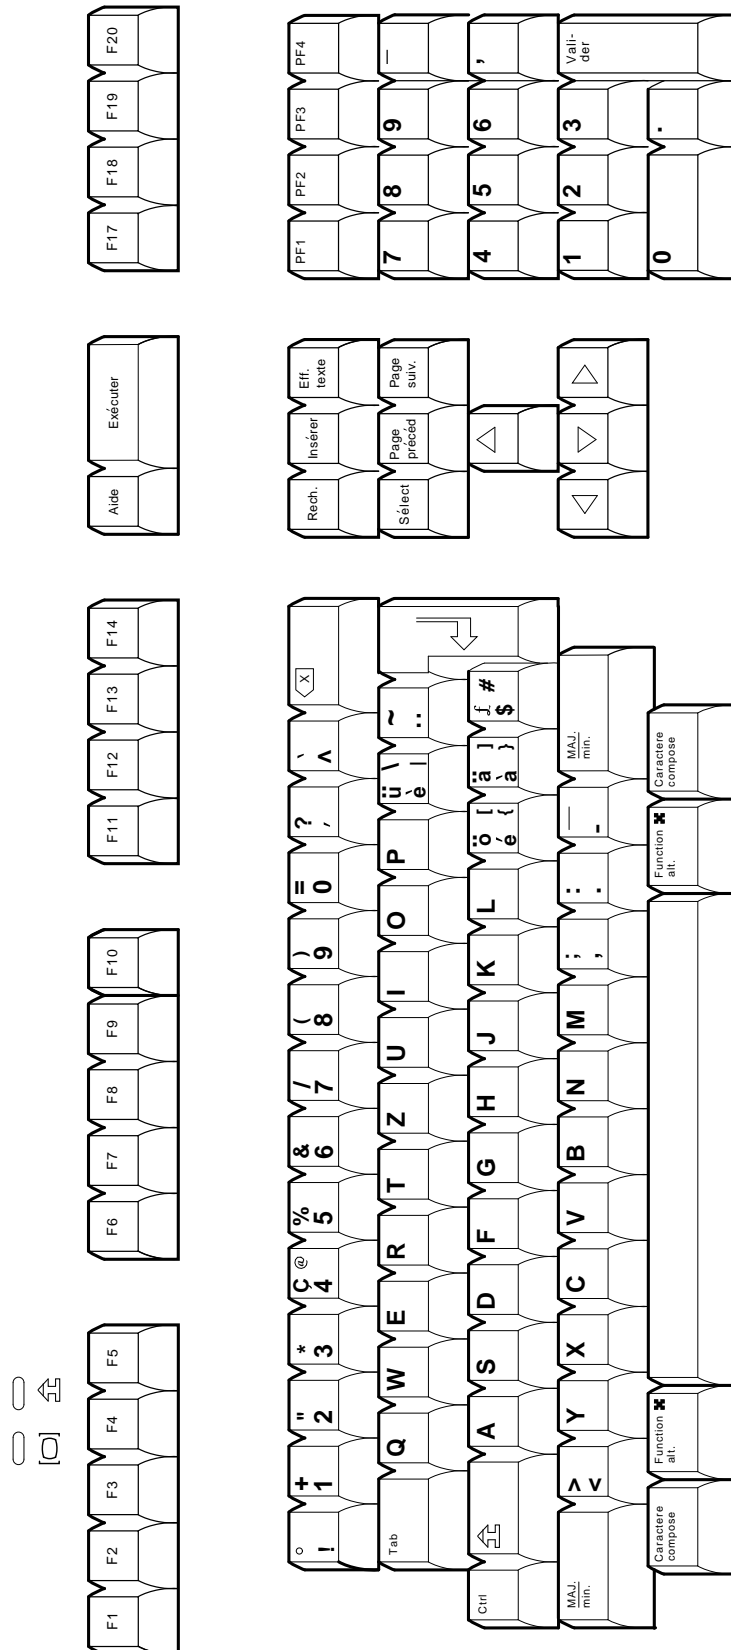 F1 F2 F3 F4 F5 F6 F7 F8 F9 F10 F11 F12 F13 F14 Aide Exécuter F17 F18 F19 F20
° + " * ç @ % & / ( ) = ? ` X
! 1 2 3 4 5 6 7 8 9 0 ' ^
Rech. Insérer Eff.
texte
PF1 PF2 PF3 PF4
Tab Q W E R T Z U I O P ü \ ~
è | ¨
Sélect Page
précéd
Page
suiv.
7 8 9 –
Ctrl A S D F G H J K L ö [ ä ] £ #
é { à } $
4 5 6 ,
MAJ.
min.
> Y X C V B N M ; : _
< , . -
MAJ.
min.
1 2 3 Vali-
der
Caractere
compose
Function
alt.
Function
alt.
Caractere
compose
0 .